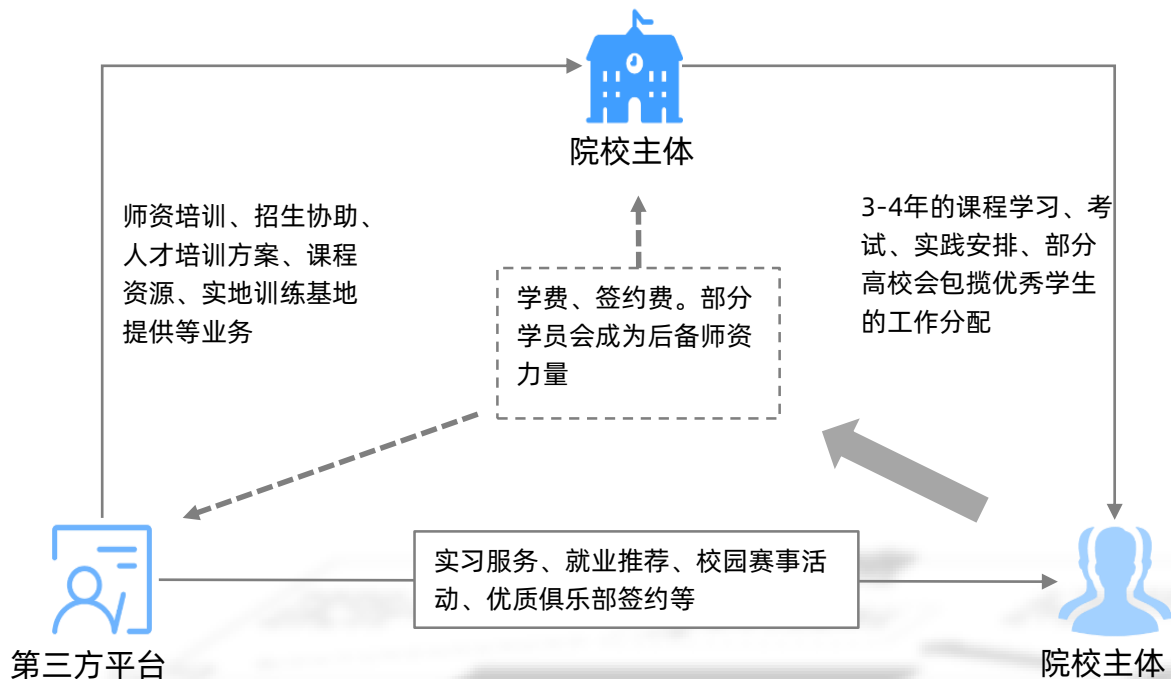 院校主体
师资培训、招生协助、
人才培训方案、课程
资源、实地训练基地
提供等业务
3-4年的课程学习、考
试、实践安排、部分
高校会包揽优秀学生
的工作分配
学费、签约费。部分
学员会成为后备师资
力量
实习服务、就业推荐、校园赛事活
动、优质俱乐部签约等
第三方平台
院校主体